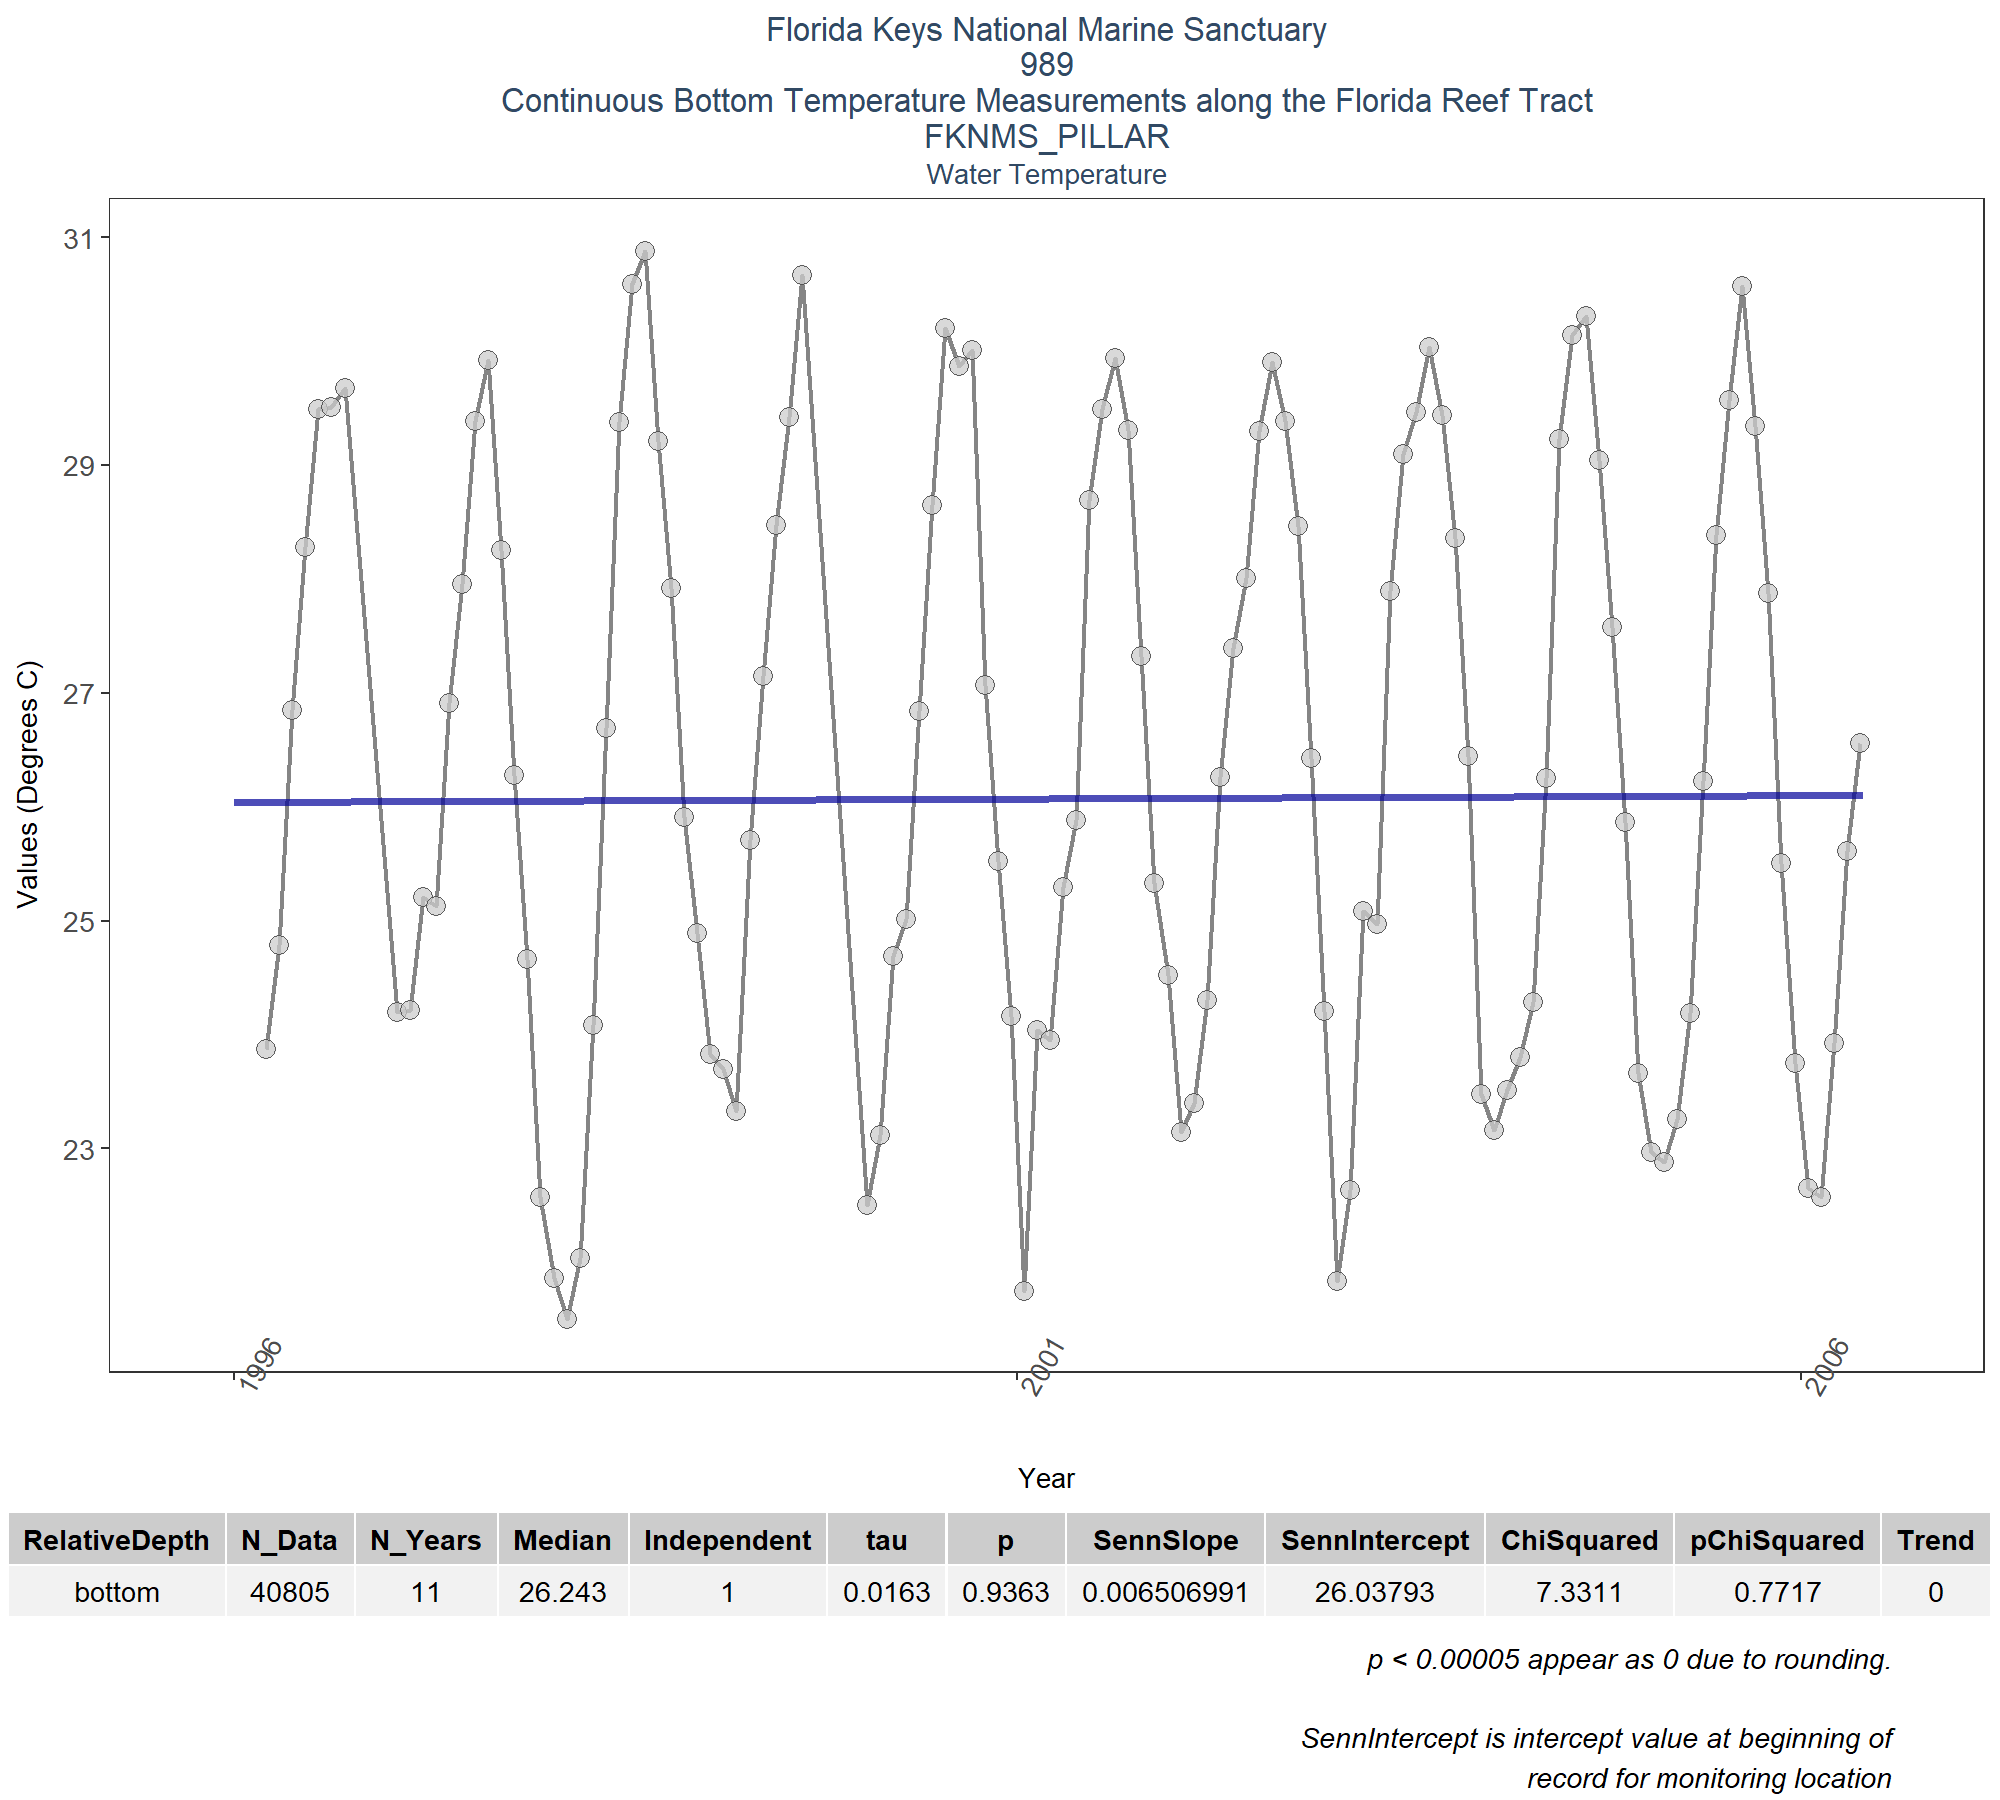 Florida Keys National Marine Sanctuary
989
Continuous Bottom Temperature Measurements along the Florida Reef Tract
FKNMS_PILLAR
Water Temperature
31
29
27
25
23
Values (Degrees C)
1996
2001
2006
Year
RelativeDepth N_Data N_Years Median Independent tau p SennSlope SennIntercept ChiSquared pChiSquared Trend
bottom 40805 11 26.243 1 0.0163 0.9363 0.006506991 26.03793 7.3311 0.7717 0
p < 0.00005 appear as 0 due to rounding.
SennIntercept is intercept value at beginning of
record for monitoring location